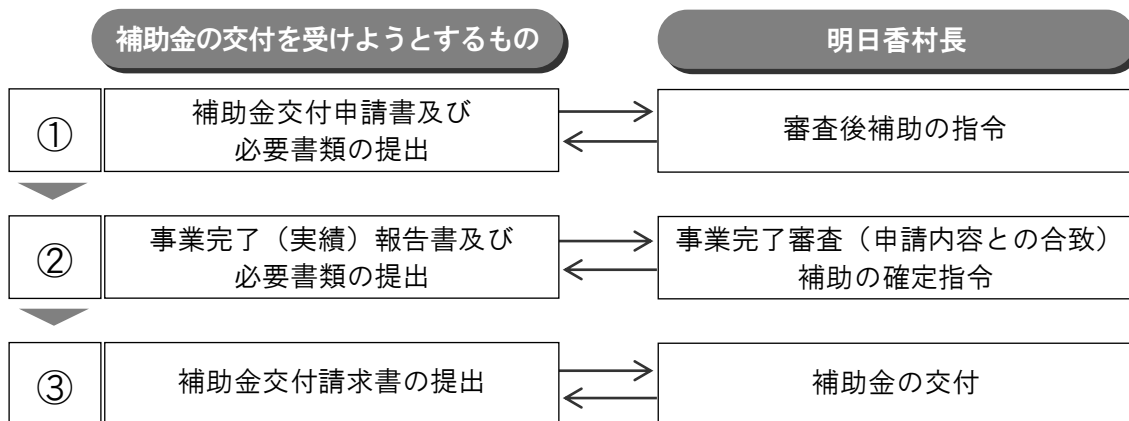 補助金の交付を受けようとするもの
明日香村長
①
補助金交付申請書及び
必要書類の提出
審査後補助の指令
②
事業完了（実績）報告書及び
必要書類の提出
事業完了審査（申請内容との合致）
補助の確定指令
③
補助金交付請求書の提出
補助金の交付